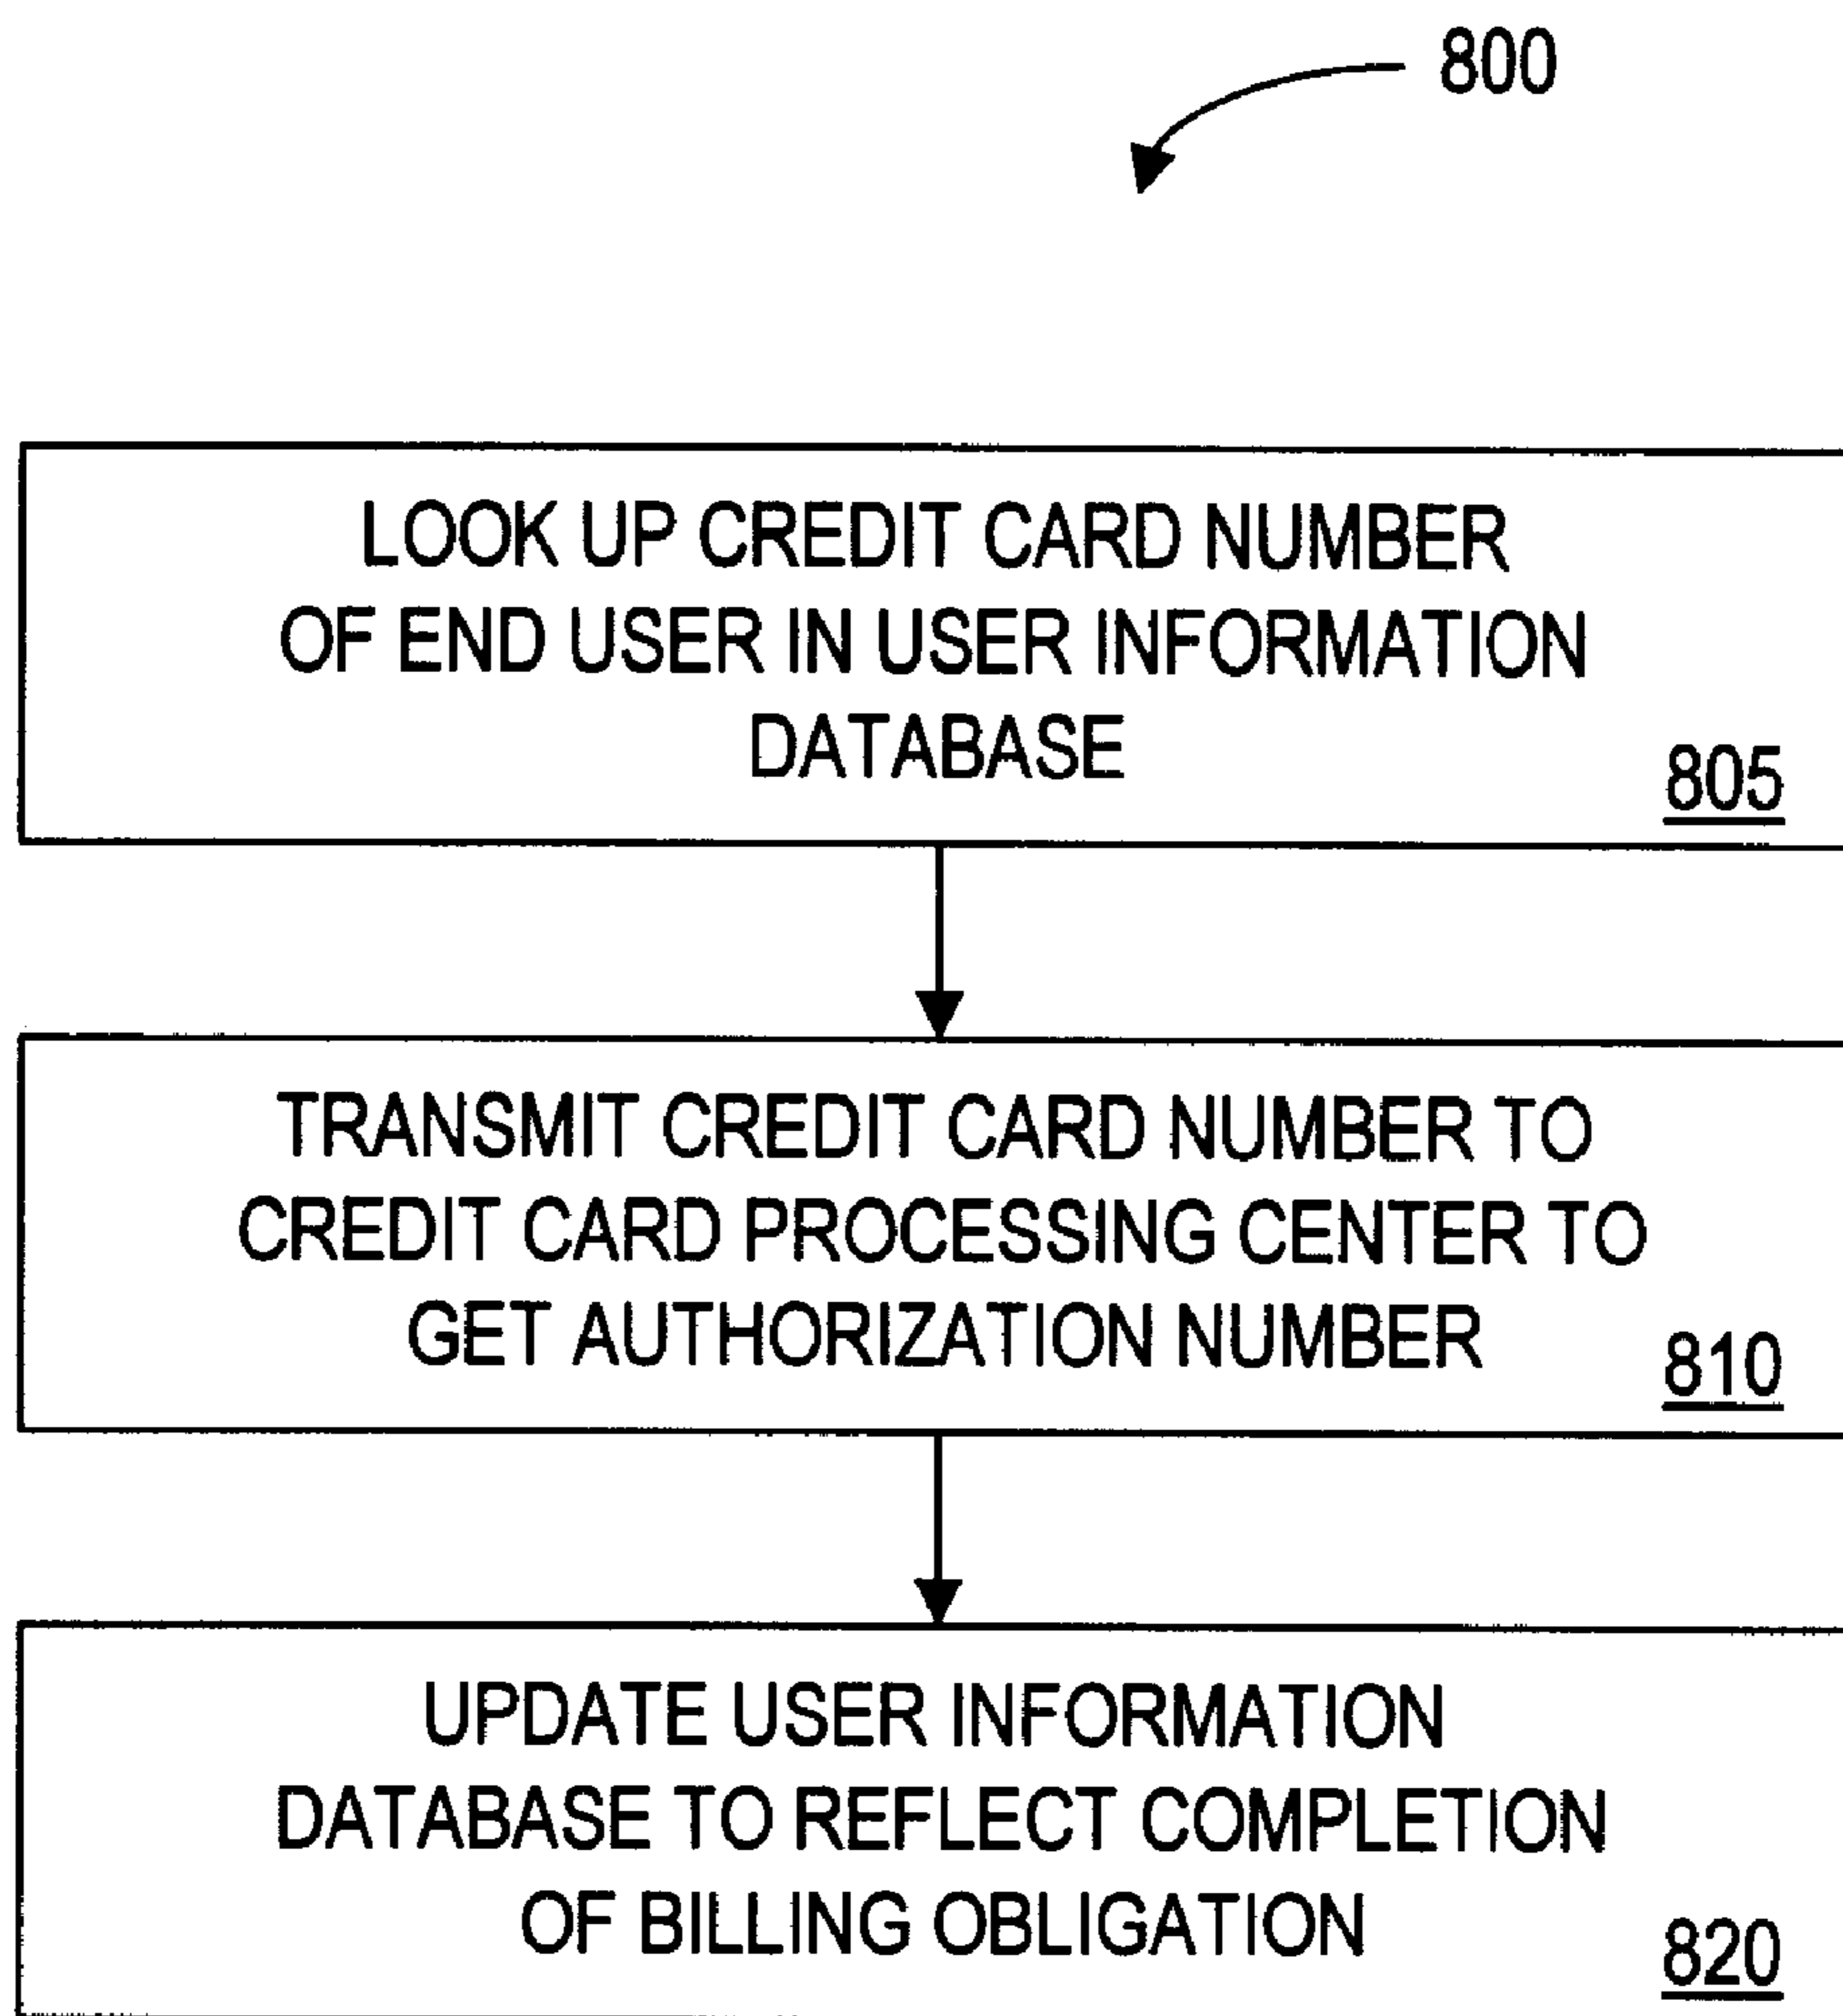 800
LOOK UP CREDIT CARD NUMBER
OF END USER IN USER INFORMATION
DATABASE
805
TRANSMIT CREDIT CARD NUMBER TO
CREDIT CARD PROCESSING CENTER TO
GET AUTHORIZATION NUMBER
810
UPDATE USER INFORMATION
DATABASE TO REFLECT COMPLETION
OF BILLING OBLIGATION
820